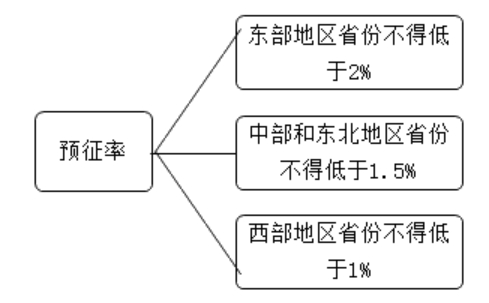 东部地区省份不得低
于2%
预征率
中部和东北地区省份
不得低于1.5%
西部地区省份不得低
于1%